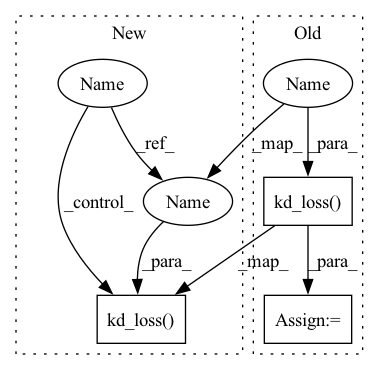 New Old
Name Name
_ref_ _map_ _para_
_control_ Name kd_loss()
_para_ _map_ _para_
kd_loss() Assign:=